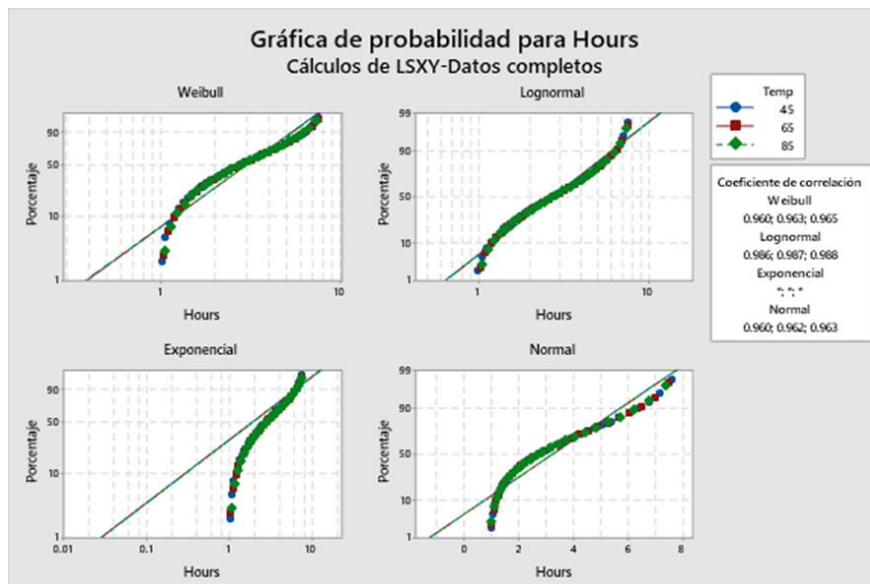 Gráfica de probabilidad para Hours
Cálculos de LSXY-Datos completos
Weibull
Porcentaje
90
50
10
1
1
10
Hours
Lognormal
Porcentaje
99
90
50
10
1
1
10
Hours
Temp
45
65
85
Coeficiente de correlación
Weibull
0.960; 0.963; 0.965
Lognormal
0.986; 0.987; 0.988
Exponencial
*; *; *
Normal
0.960; 0.962; 0.963
Exponencial
Porcentaje
90
50
10
1
0.01
0.1
1
10
Hours
Normal
Porcentaje
99
90
50
10
1
0
2
4
6
8
Hours